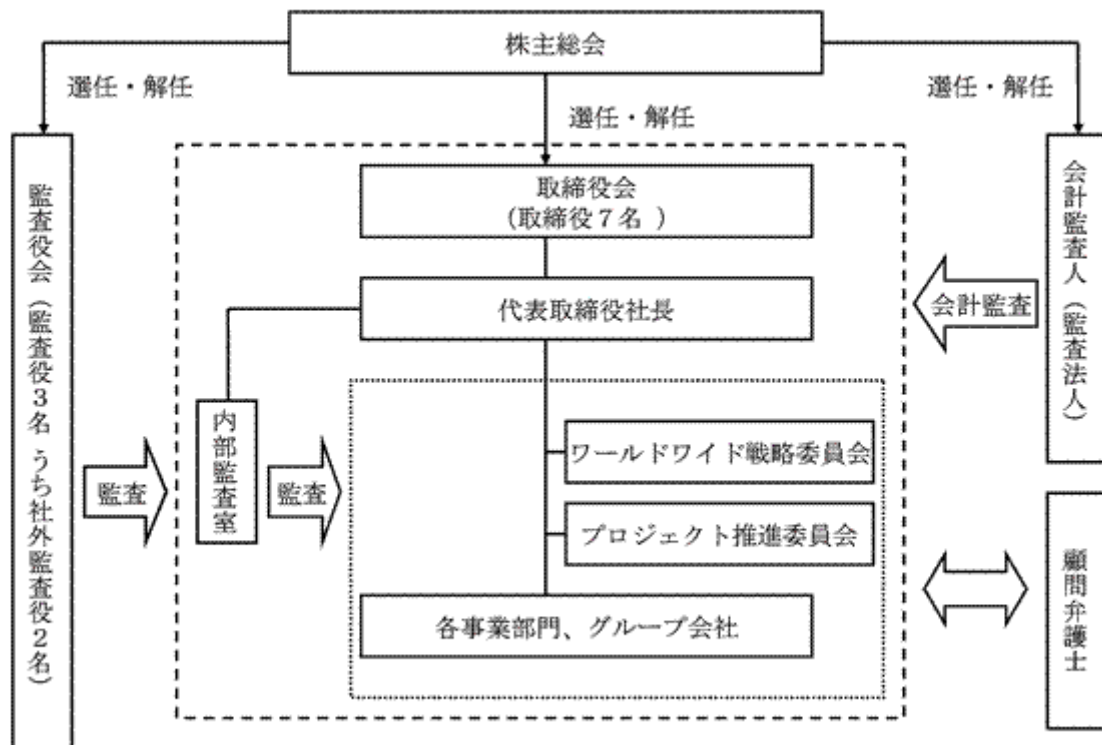 株主総会
選任・解任
選任・解任
選任・解任
監査役会（監査役３名 うち社外監査役２名）
取締役会
（取締役７名 ）
会計監査人（監査法人）
代表取締役社長
会計監査
内部監査室
ワールドワイド戦略委員会
監査
監査
プロジェクト推進委員会
各事業部門、グループ会社
顧問弁護士